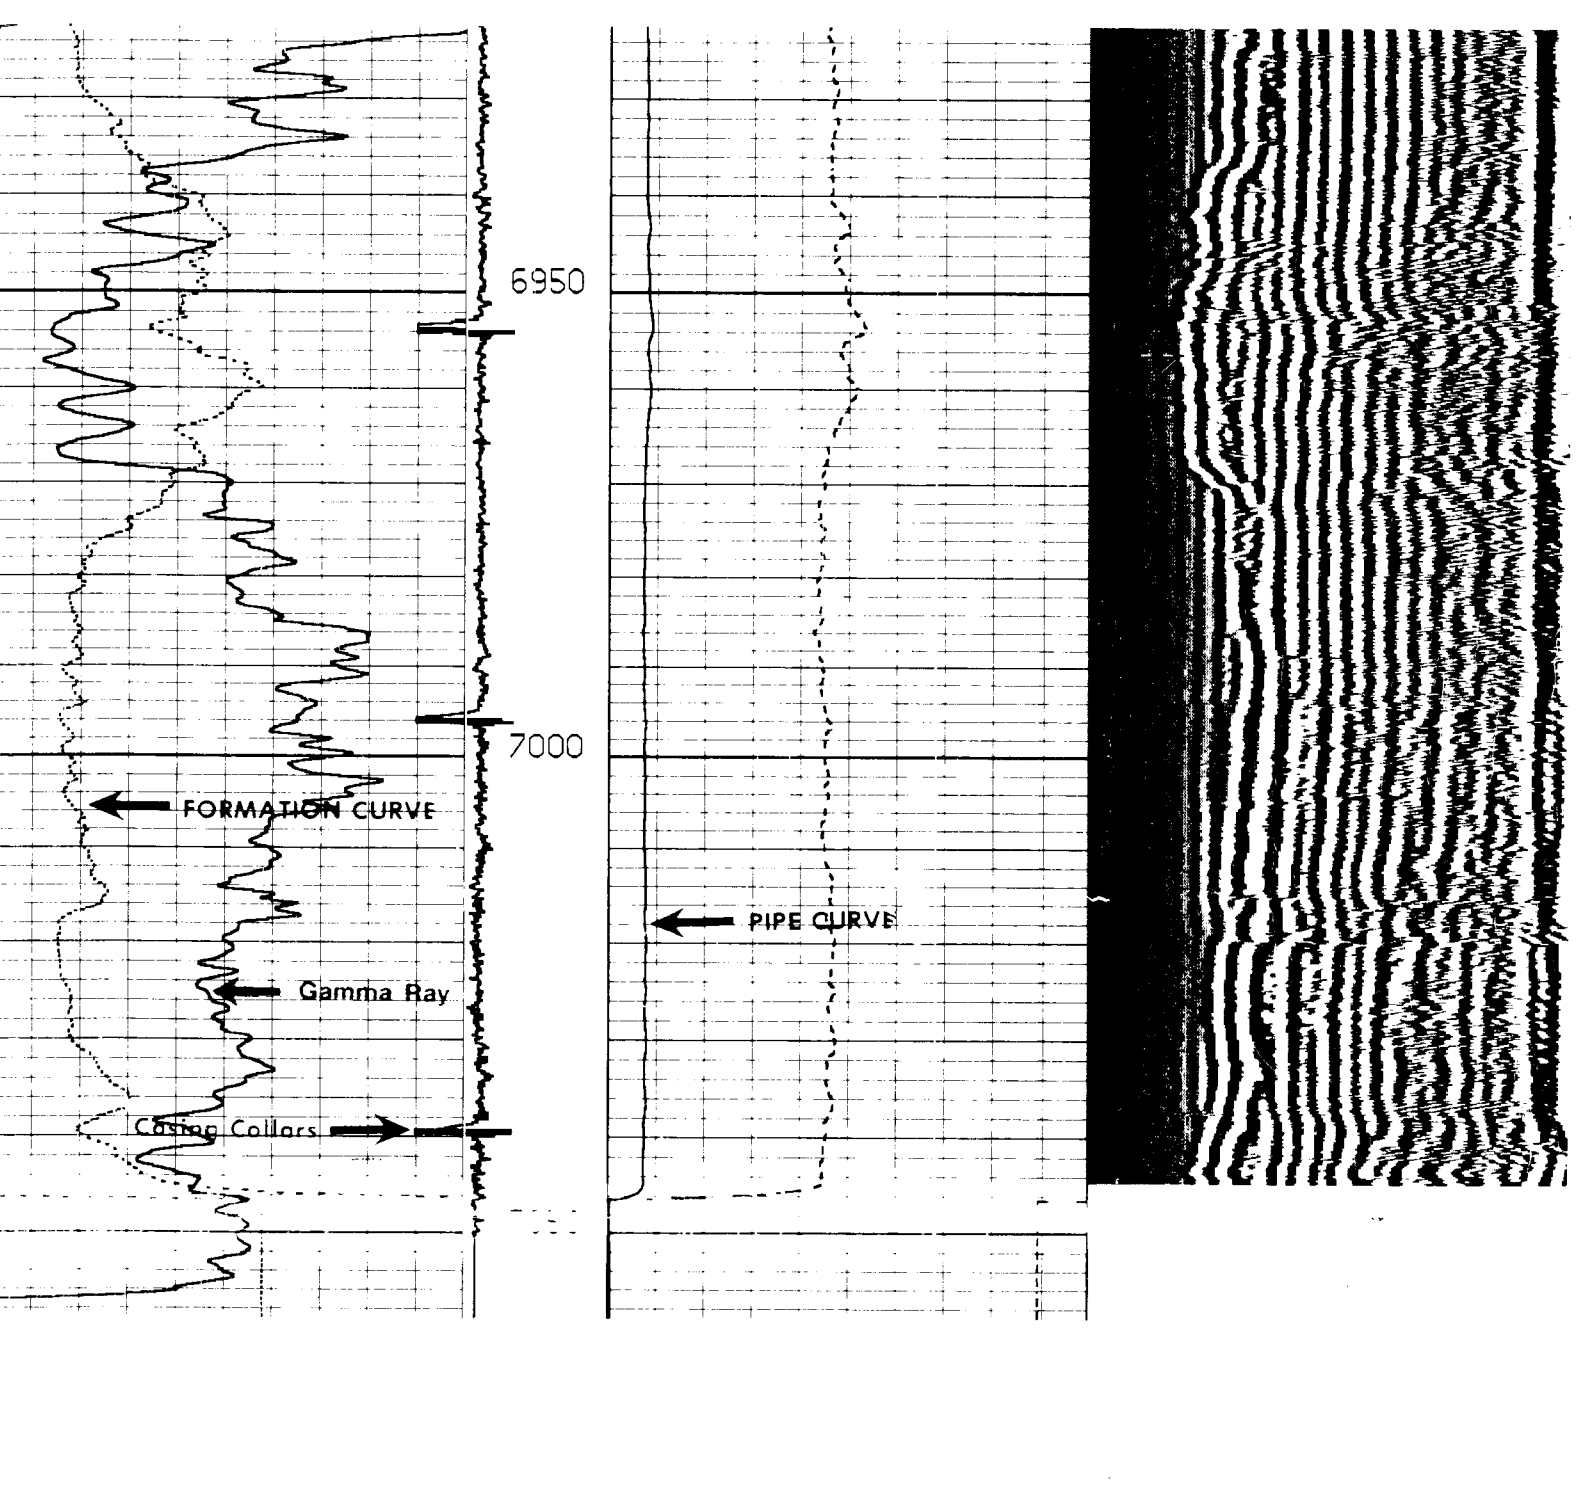 6950
7000
FORMATION CURVE
PIPE CURVE
Gamma Ray
Casing Collars